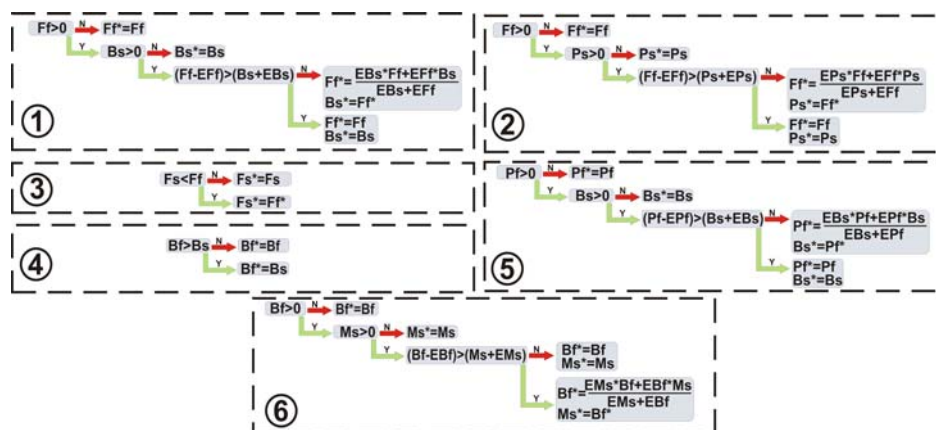 Ff>0 N Ff*=Ff
Y Bs>0 N Bs*=Bs
Y (Ff-EFf)>(Bs+EBs) N Ff*= EBs*Ff+EFf*Bs
EBs+EFf
Bs*=Ff*
Y Ff*=Ff
Bs*=Bs
1
Ff>0 N Ff*=Ff
Y Ps>0 N Ps*=Ps
Y (Ff-EFf)>(Ps+EPs) N Ff*= EPs*Ff+EFf*Ps
EPs+EFf
Ps*=Ff*
Y Ff*=Ff
Ps*=Ps
2
3
Fs<Ff N Fs*=Fs
Y Fs*=Ff*
4
Bf>Bs N Bf*=Bf
Y Bf*=Bs
Pf>0 N Pf*=Pf
Y Bs>0 N Bs*=Bs
Y (Pf-EPf)>(Bs+EBs) N Pf*= EBs*Pf+EPf*Bs
EBs+EPf
Bs*=Pf*
Y Pf*=Pf
Bs*=Bs
5
Bf>0 N Bf*=Bf
Y Ms>0 N Ms*=Ms
Y (Bf-EBf)>(Ms+EMs) N Bf*=Bf
Ms*=Ms
Y Bf*= EMs*Bf+EBf*Ms
EMs+EBf
Ms*=Bf*
6